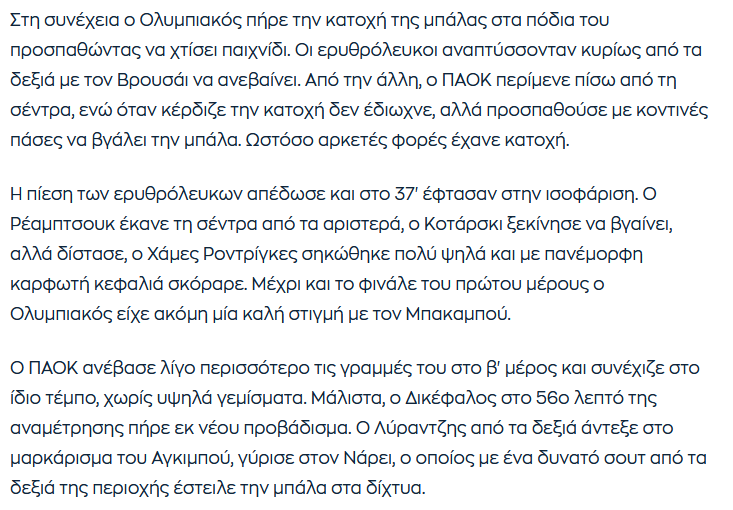 Στη συνέχεια ο Ολυμπιακός πήρε την κατοχή της μπάλας στα πόδια του
προσπαθώντας να χτίσει παιχνίδι. Οι ερυθρόλευκοι αναπτύσσονταν κυρίως από τα
δεξιά με τον Βρουσάι να ανεβαίνει. Από την άλλη, ο ΠΑΟΚ περίμενε πίσω από τη
σέντρα, ενώ όταν κέρδιζε την κατοχή δεν έδιωχνε, αλλά προσπαθούσε με κοντινές
πάσες να βγάλει την μπάλα. Ωστόσο αρκετές φορές έχανε κατοχή.
Η πίεση των ερυθρόλευκων απέδωσε και στο 37' έφτασαν στην ισοφάριση. Ο
Ρέαμπτσουκ έκανε τη σέντρα από τα αριστερά, ο Κοτάρσκι ξεκίνησε να βγαίνει,
αλλά δίστασε, ο Χάμες Ροντρίγκες σηκώθηκε πολύ ψηλά και με πανέμορφη
καρφωτή κεφαλιά σκόραρε. Μέχρι και το φινάλε του πρώτου μέρους ο
Ολυμπιακός είχε ακόμη μία καλή στιγμή με τον Μπακαμπού.
Ο ΠΑΟΚ ανέβασε λίγο περισσότερο τις γραμμές του στο β' μέρος και συνέχιζε στο
ίδιο τέμπο, χωρίς υψηλά γεμίσματα. Μάλιστα, ο Δικέφαλος στο 56ο λεπτό της
αναμέτρησης πήρε εκ νέου προβάδισμα. Ο Λύραντζης από τα δεξιά άντεξε στο
μαρκάρισμα του Αγκιμπού, γύρισε στον Νάρει, ο οποίος με ένα δυνατό σουτ από τα
δεξιά της περιοχής έστειλε την μπάλα στα δίχτυα.